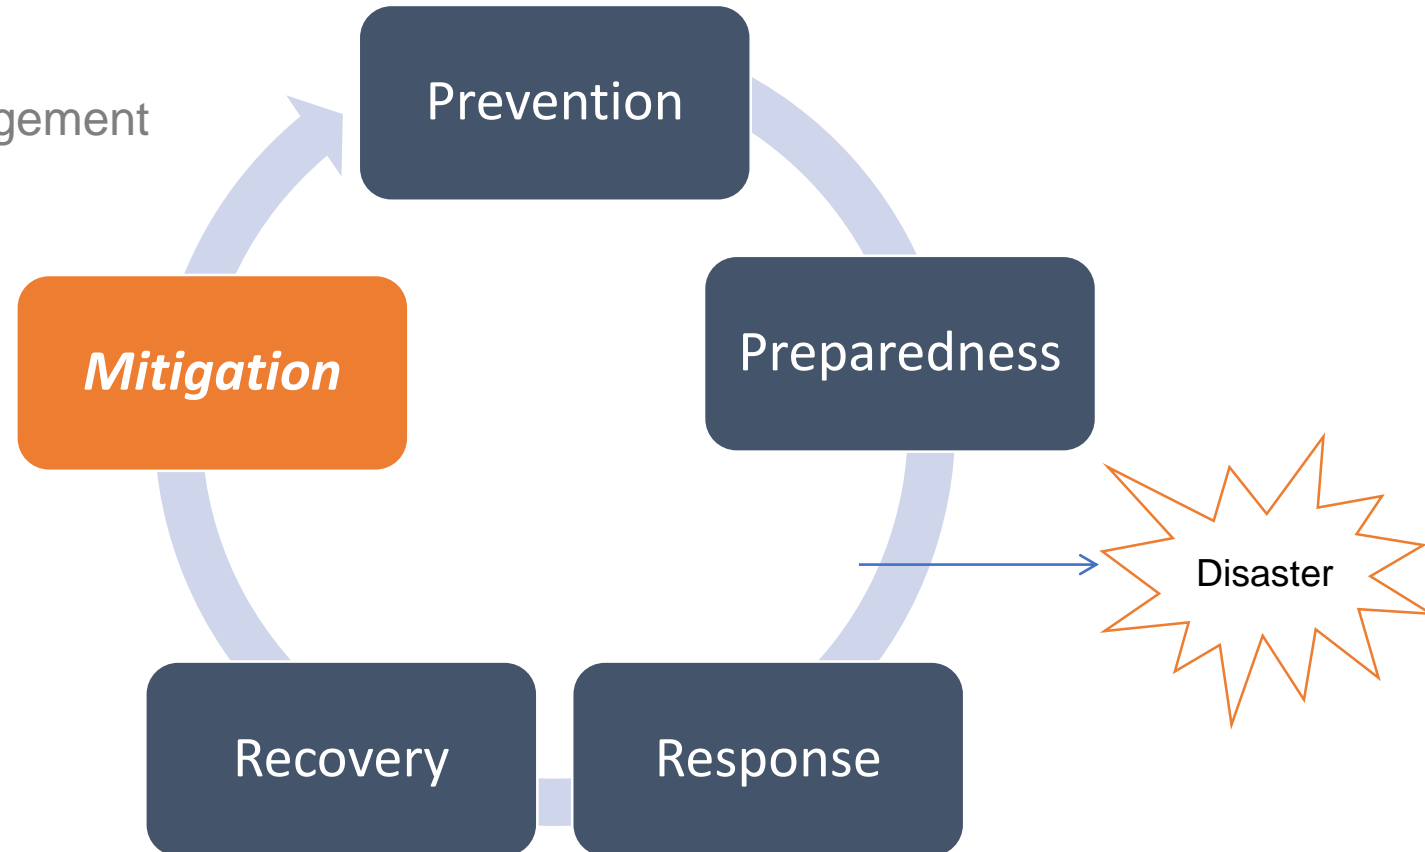 Prevention
gement
Preparedness
Mitigation
Disaster
Recovery
Response